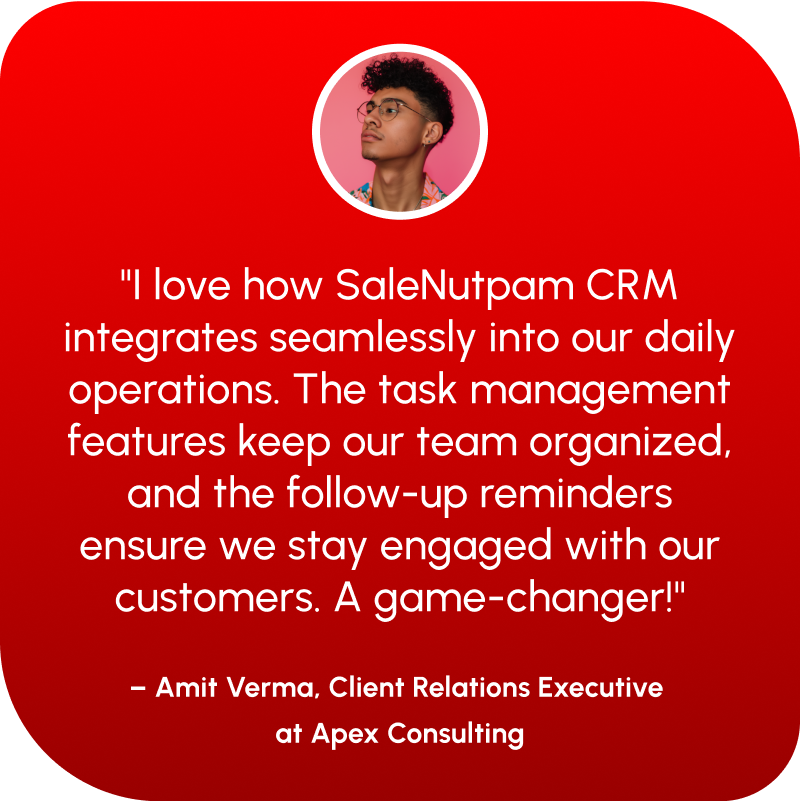 "I love how SaleNutpam CRM
integrates seamlessly into our daily
operations. The task management
features keep our team organized,
and the follow-up reminders
ensure we stay engaged with our
customers. A game-changer!"
– Amit Verma, Client Relations Executive
at Apex Consulting